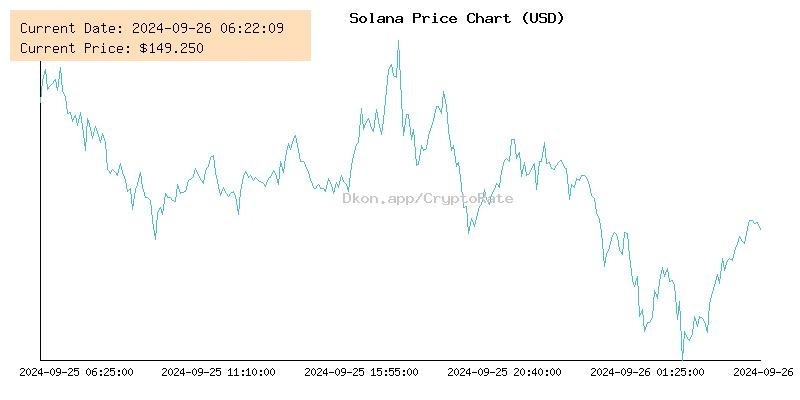 Solana Price Chart (USD)
Current Date: 2024-09-26 06:22:09
Current Price: $149.250
Dkon.app/CryptoRate
2024-09-25 06:25:00
2024-09-25 11:10:00
2024-09-25 15:55:00
2024-09-25 20:40:00
2024-09-26 01:25:00
2024-09-26